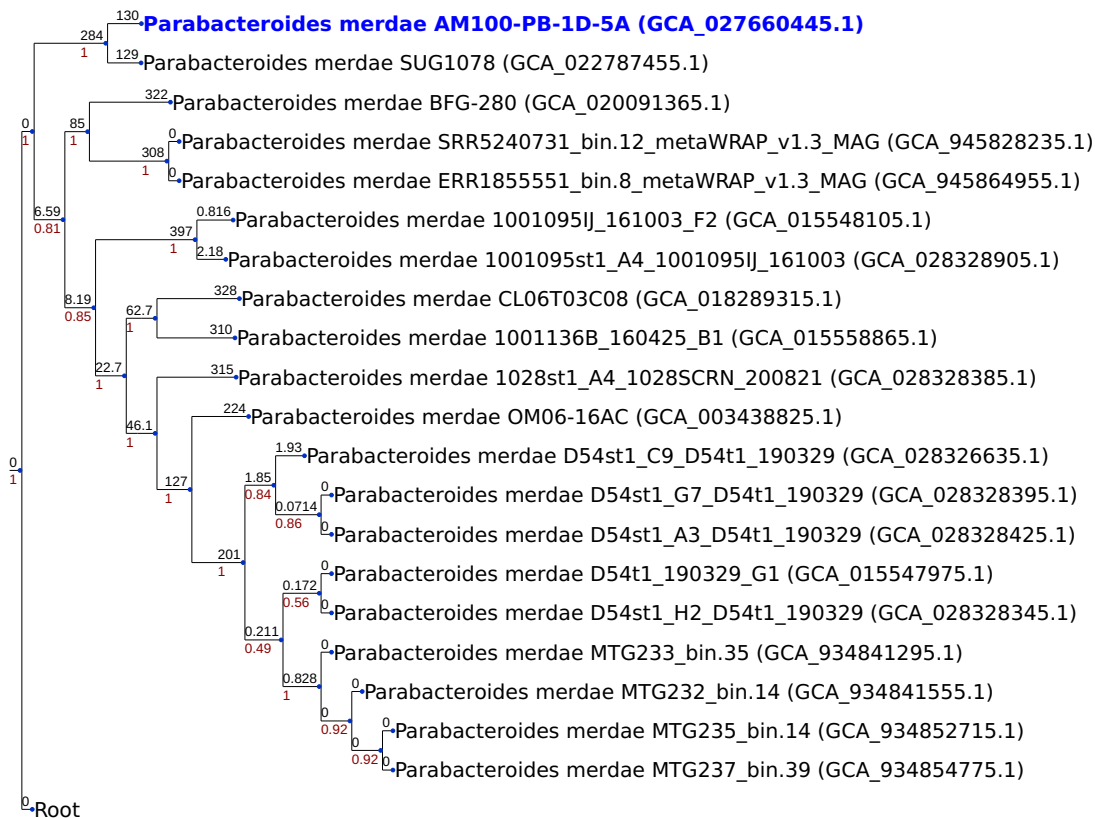 130
Parabacteroides merdae AM100-PB-1D-5A (GCA_027660445.1)
284
1
129
Parabacteroides merdae SUG1078 (GCA_022787455.1)
322
Parabacteroides merdae BFG-280 (GCA_020091365.1)
0
1
85
1
0
Parabacteroides merdae SRR5240731_bin.12_metaWRAP_v1.3_MAG (GCA_945828235.1)
308
1
0
Parabacteroides merdae ERR1855551_bin.8_metaWRAP_v1.3_MAG (GCA_945864955.1)
6.59
0.81
0.816
Parabacteroides merdae 1001095IJ_161003_F2 (GCA_015548105.1)
397
1
2.18
Parabacteroides merdae 1001095st1_A4_1001095IJ_161003 (GCA_028328905.1)
8.19
0.85
328
Parabacteroides merdae CL06T03C08 (GCA_018289315.1)
62.7
1
310
Parabacteroides merdae 1001136B_160425_B1 (GCA_015558865.1)
22.7
1
315
Parabacteroides merdae 1028st1_A4_1028SCRN_200821 (GCA_028328385.1)
46.1
1
224
Parabacteroides merdae OM06-16AC (GCA_003438825.1)
0
1
127
1
1.93
Parabacteroides merdae D54st1_C9_D54t1_190329 (GCA_028326635.1)
1.85
0.84
0
Parabacteroides merdae D54st1_G7_D54t1_190329 (GCA_028328395.1)
0.0714
0.86
0
Parabacteroides merdae D54st1_A3_D54t1_190329 (GCA_028328425.1)
201
1
0
Parabacteroides merdae D54t1_190329_G1 (GCA_015547975.1)
0.172
0.56
0
Parabacteroides merdae D54st1_H2_D54t1_190329 (GCA_028328345.1)
0.211
0.49
0
Parabacteroides merdae MTG233_bin.35 (GCA_934841295.1)
0.828
1
0
Parabacteroides merdae MTG232_bin.14 (GCA_934841555.1)
0
0.92
0
Parabacteroides merdae MTG235_bin.14 (GCA_934852715.1)
0
0.92
0
Parabacteroides merdae MTG237_bin.39 (GCA_934854775.1)
0
Root